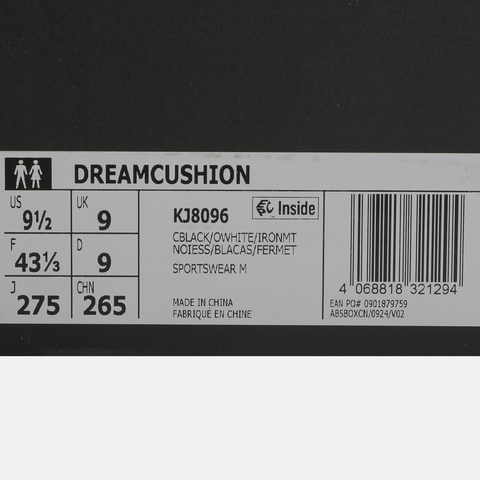 DREAMCUSHION
US 9½ UK 9
F 43⅓ D 9
J 275 CHN 265
KJ8096
Inside
CBLACK/OWHITE/IRONMT
NOIESS/BLACAS/FERMET
SPORTSWEAR M
MADE IN CHINA
FABRIQUÉ EN CHINE
4 068818 321294
EAN PO# 0901879759
ABSBOXCN/0924/V02